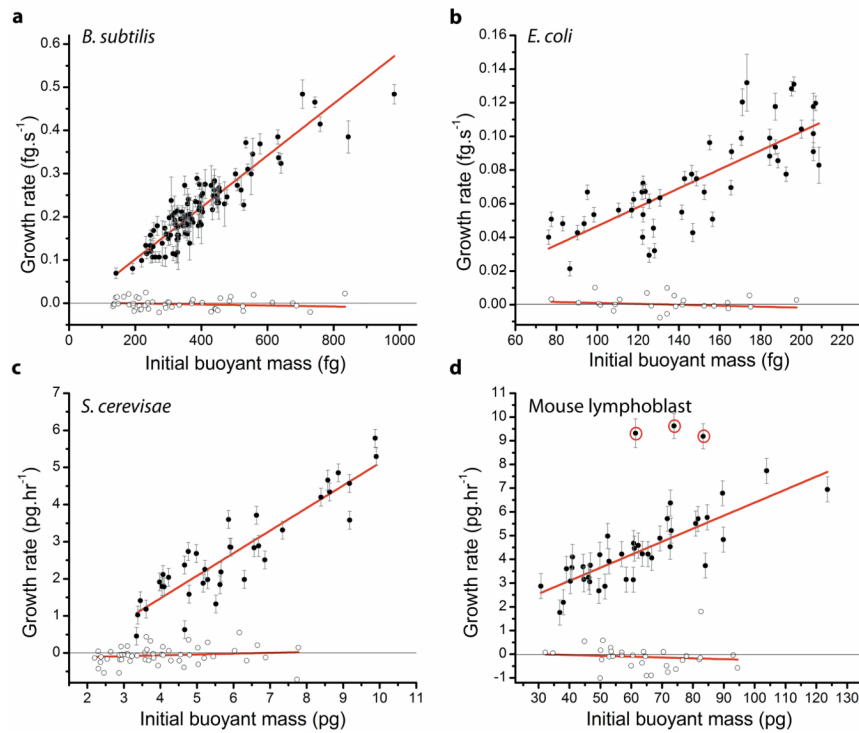 a
B. subtilis
0.6
0.5
0.4
0.3
0.2
0.1
0.0
Growth rate (fg.s⁻¹)
0 200 400 600 800 1000
Initial buoyant mass (fg)
b
E. coli
0.16
0.14
0.12
0.10
0.08
0.06
0.04
0.02
0.00
Growth rate (fg.s⁻¹)
60 80 100 120 140 160 180 200 220
Initial buoyant mass (fg)
c
S. cerevisae
7
6
5
4
3
2
1
0
Growth rate (pg.hr⁻¹)
2 3 4 5 6 7 8 9 10 11
Initial buoyant mass (pg)
d
Mouse lymphoblast
11
10
9
8
7
6
5
4
3
2
1
0
-1
Growth rate (pg.hr⁻¹)
30 40 50 60 70 80 90 100 110 120 130
Initial buoyant mass (pg)